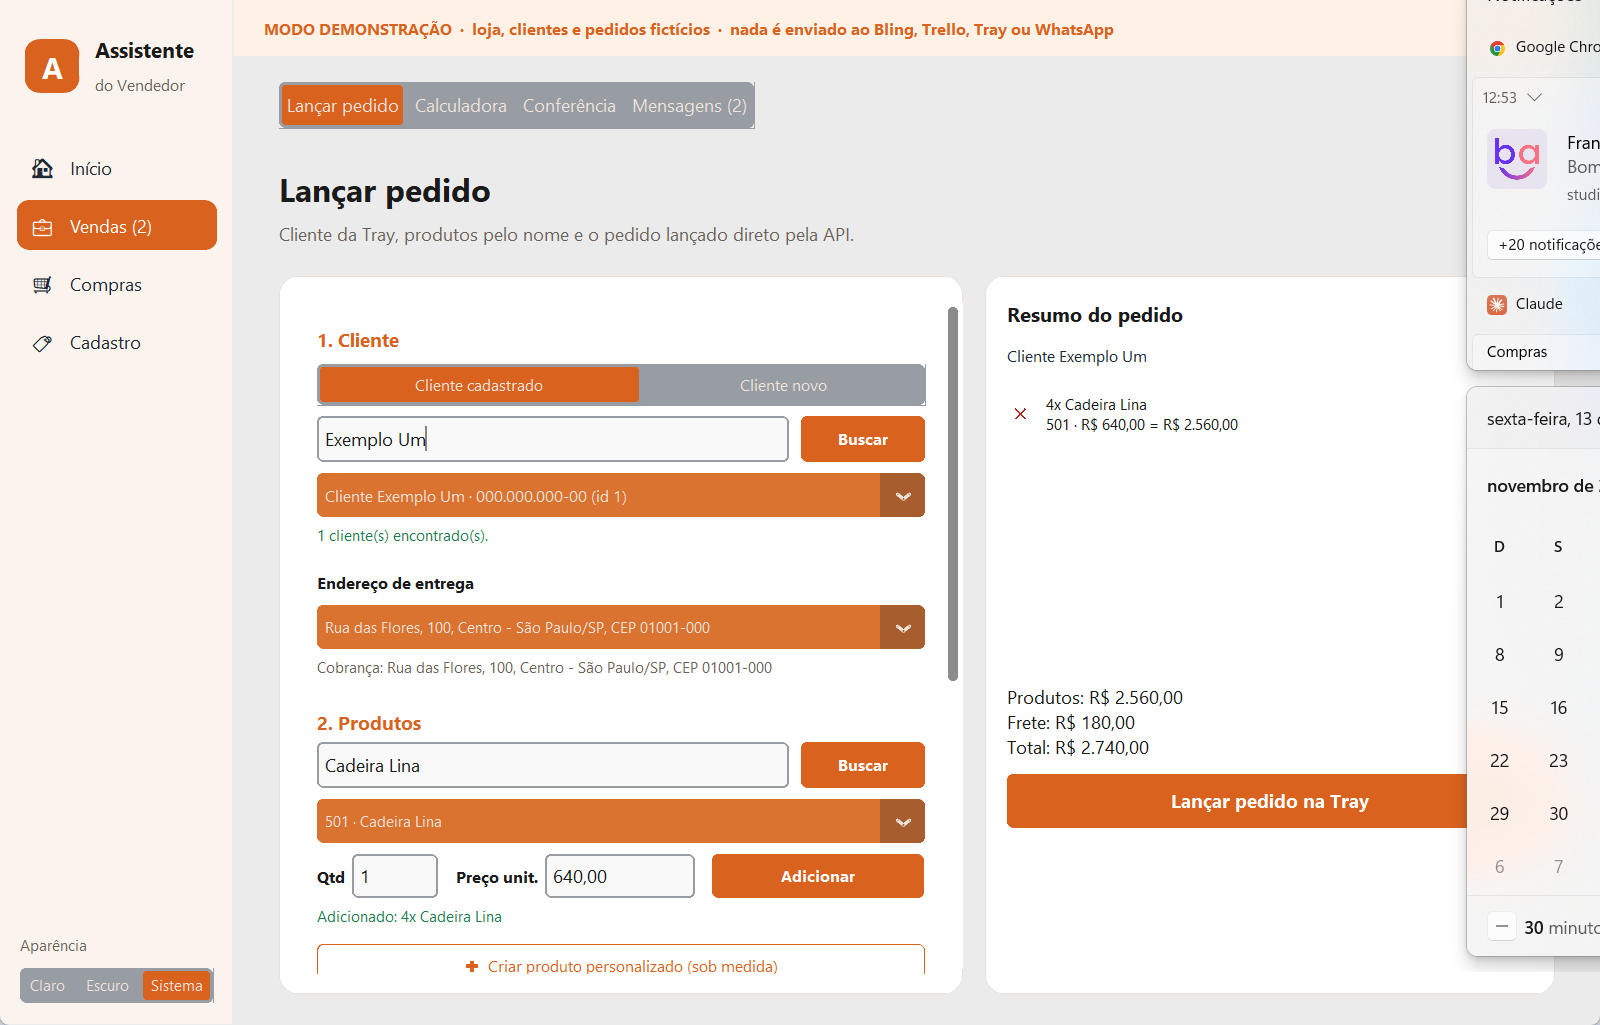 A
Assistente
do Vendedor
Início
Vendas (2)
Compras
Cadastro
Aparência
Claro
Escuro
Sistema
MODO DEMONSTRAÇÃO · loja, clientes e pedidos fictícios · nada é enviado ao Bling, Trello, Tray ou WhatsApp
Lançar pedido
Calculadora
Conferência
Mensagens (2)
Lançar pedido
Cliente da Tray, produtos pelo nome e o pedido lançado direto pela API.
1. Cliente
Cliente cadastrado
Cliente novo
Exemplo Um
Buscar
Cliente Exemplo Um · 000.000.000-00 (id 1)
1 cliente(s) encontrado(s).
Endereço de entrega
Rua das Flores, 100, Centro - São Paulo/SP, CEP 01001-000
Cobrança: Rua das Flores, 100, Centro - São Paulo/SP, CEP 01001-000
2. Produtos
Cadeira Lina
Buscar
501 · Cadeira Lina
Qtd
1
Preço unit.
640,00
Adicionar
Adicionado: 4x Cadeira Lina
Criar produto personalizado (sob medida)
Resumo do pedido
Cliente Exemplo Um
4x Cadeira Lina
501 · R$ 640,00 = R$ 2.560,00
Produtos: R$ 2.560,00
Frete: R$ 180,00
Total: R$ 2.740,00
Lançar pedido na Tray
Google Chro
12:53
ba
Fran
Bom
studi
+20 notificaçõe
Claude
Compras
sexta-feira, 13
novembro de
D S
1 2
8 9
15 16
22 23
29 30
6 7
30 minuto